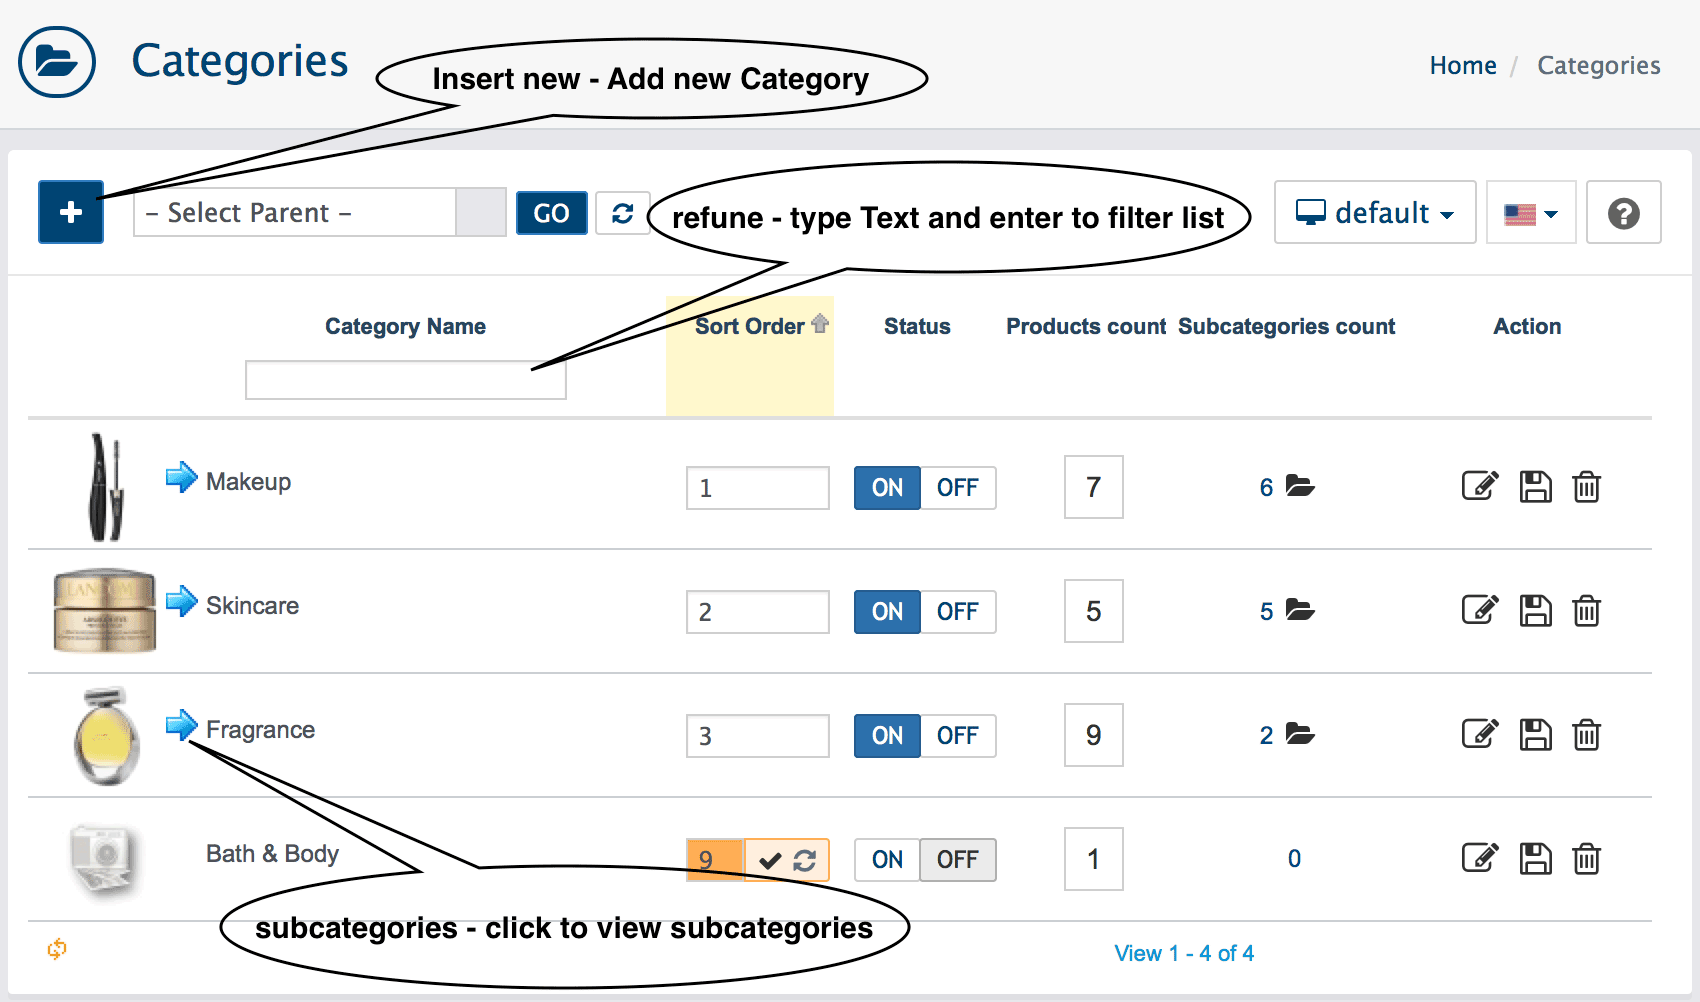 Categories
Insert new - Add new Category
Home / Categories
– Select Parent –
GO
refune - type Text and enter to filter list
default
Category Name
Sort Order
Status
Products count
Subcategories count
Action
Makeup
1
ON OFF
7
6
Skincare
2
ON OFF
5
5
Fragrance
3
ON OFF
9
2
Bath & Body
9
ON OFF
1
0
subcategories - click to view subcategories
View 1 - 4 of 4